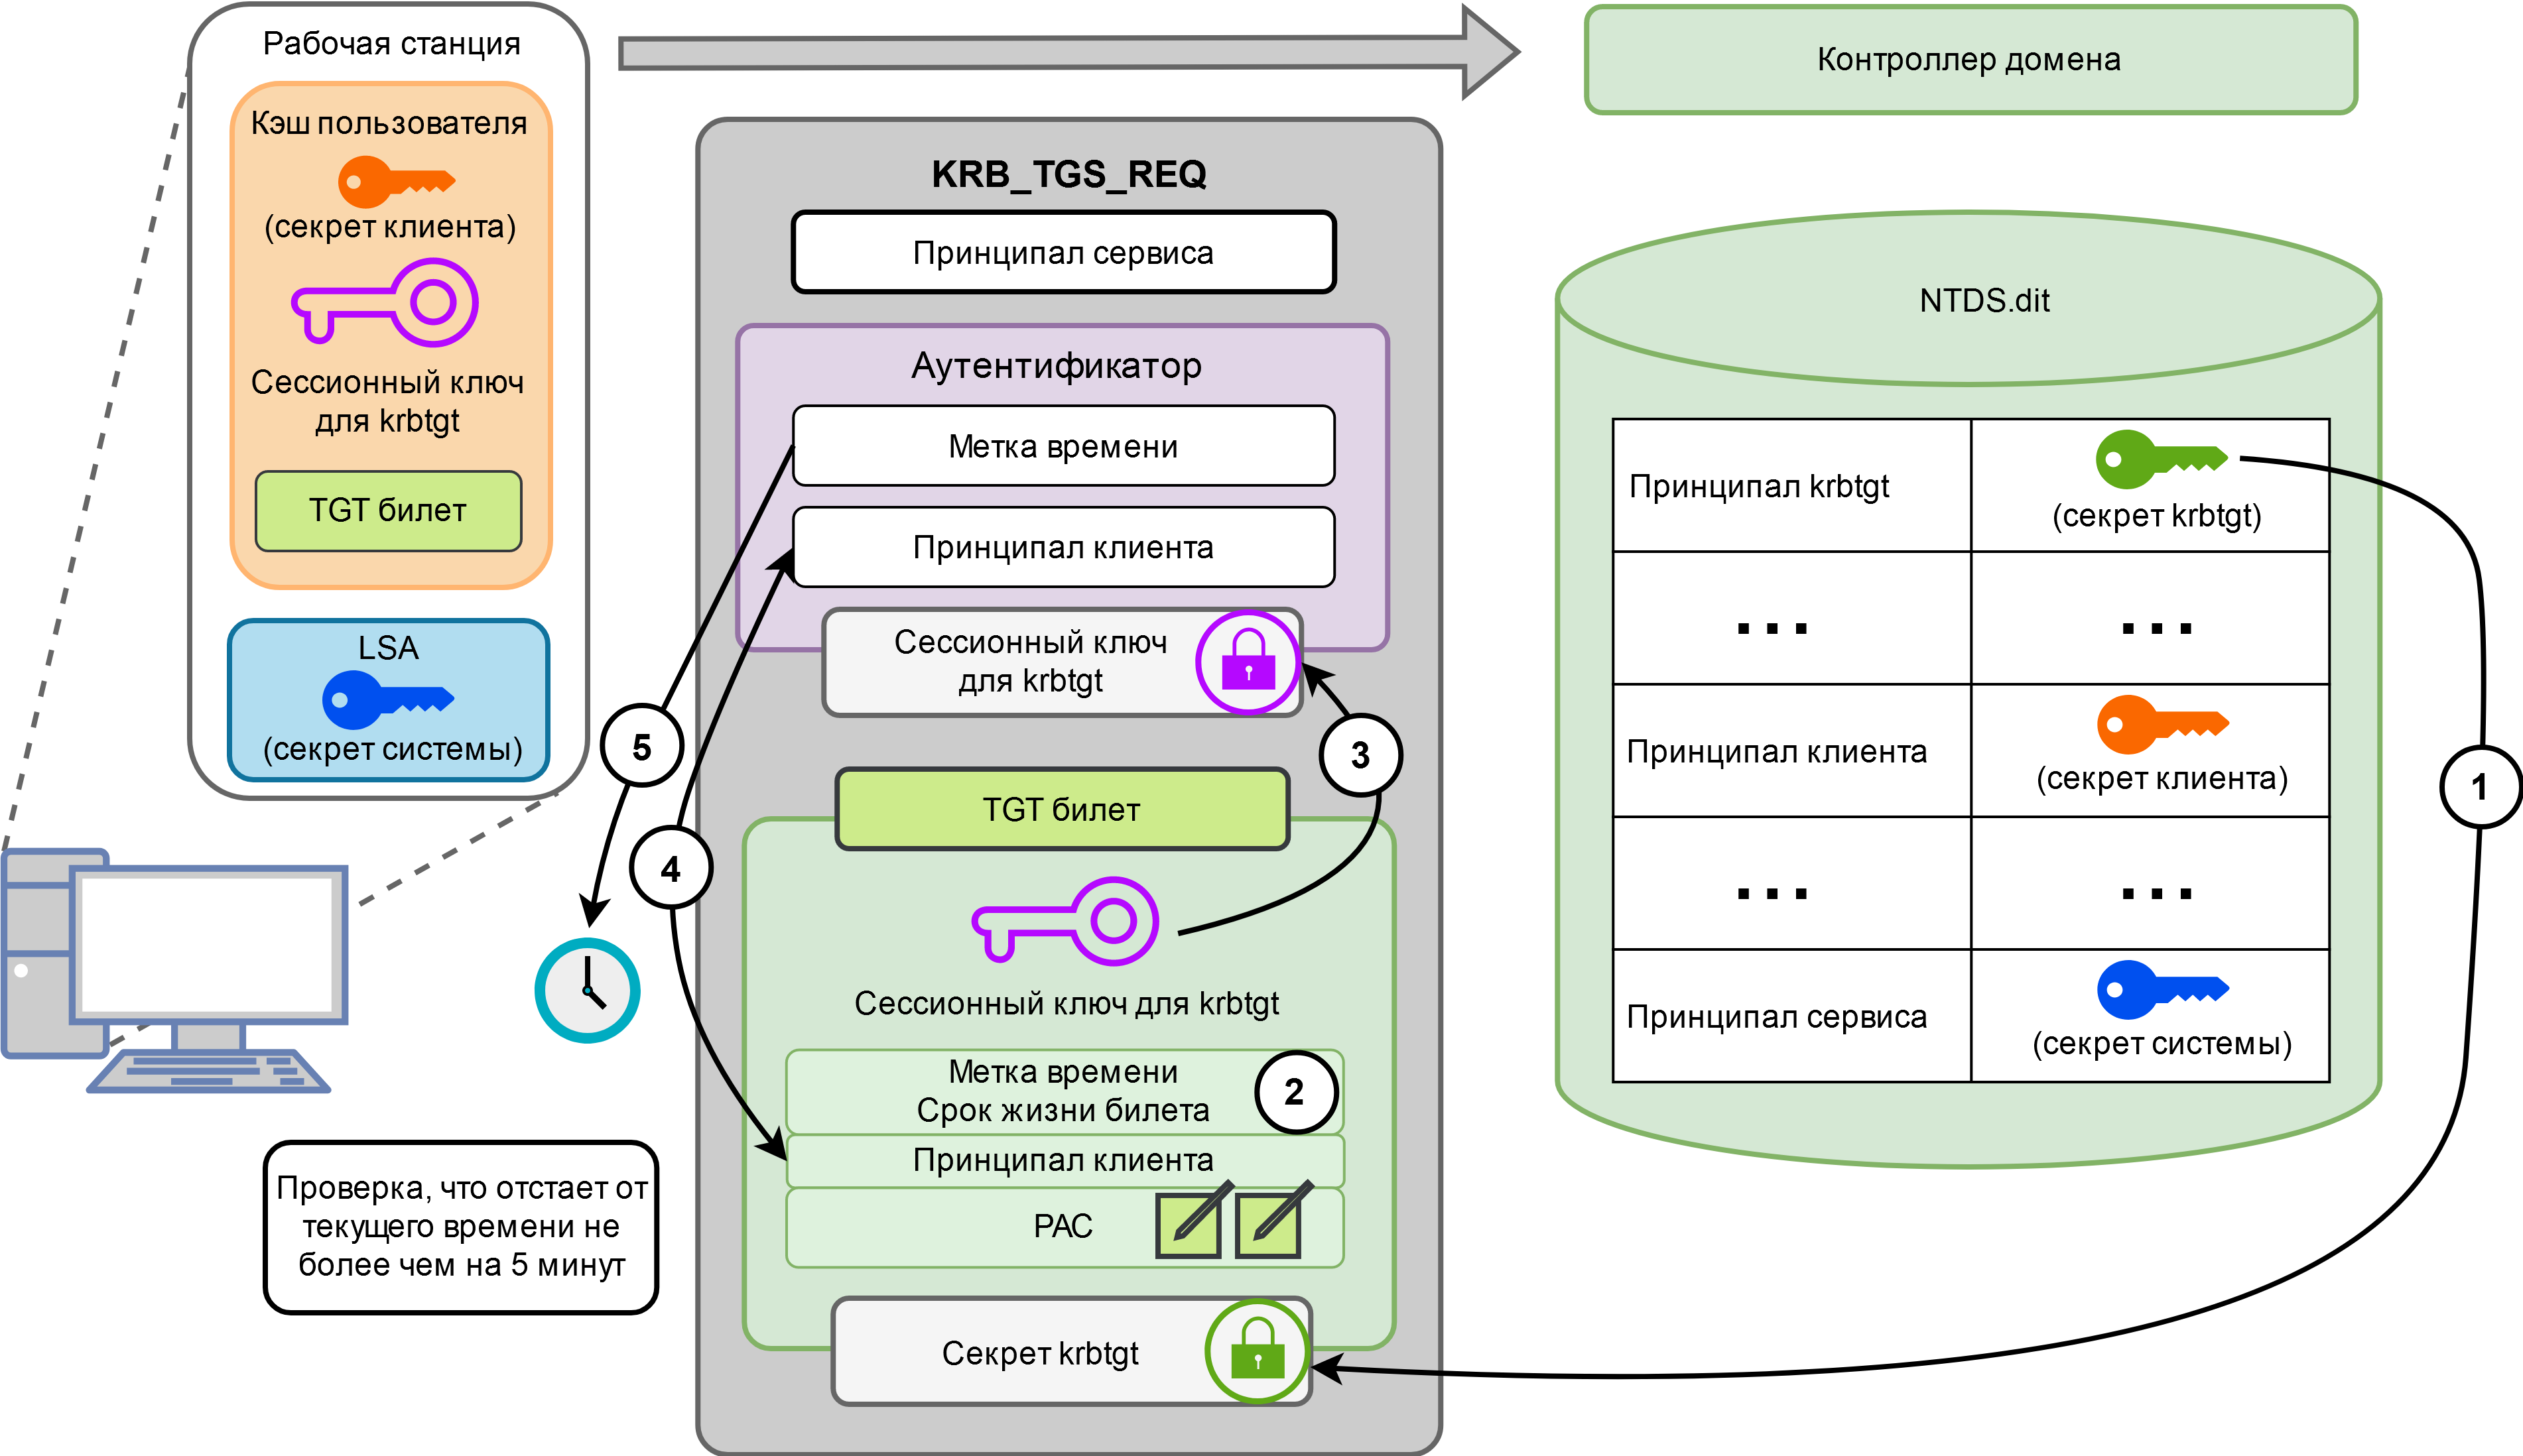 Рабочая станция
Кэш пользователя
(секрет клиента)
Сессионный ключ
для krbtgt
TGT билет
LSA
(секрет системы)
Контроллер домена
KRB_TGS_REQ
Принципал сервиса
Аутентификатор
Метка времени
Принципал клиента
Сессионный ключ
для krbtgt
5
3
4
TGT билет
Сессионный ключ для krbtgt
Метка времени
Срок жизни билета
2
Принципал клиента
PAC
Секрет krbtgt
Проверка, что отстает от
текущего времени не
более чем на 5 минут
NTDS.dit
Принципал krbtgt
(секрет krbtgt)
... ...
Принципал клиента
(секрет клиента)
1
... ...
Принципал сервиса
(секрет системы)